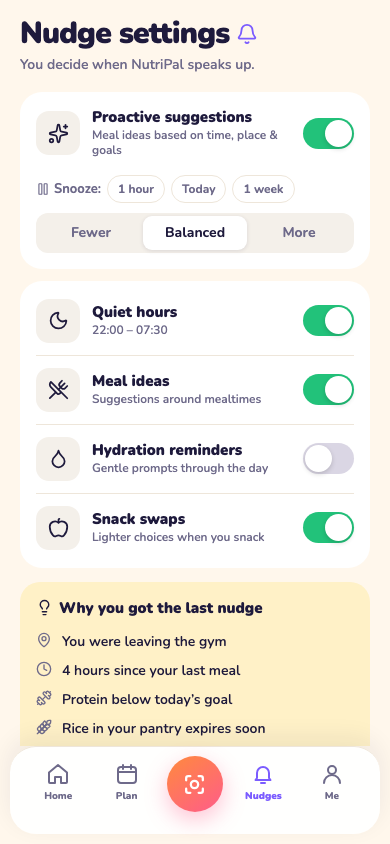 Nudge settings
You decide when NutriPal speaks up.
Proactive suggestions
Meal ideas based on time, place &
goals
Snooze: 1 hour Today 1 week
Fewer Balanced More
Quiet hours
22:00 – 07:30
Meal ideas
Suggestions around mealtimes
Hydration reminders
Gentle prompts through the day
Snack swaps
Lighter choices when you snack
Why you got the last nudge
You were leaving the gym
4 hours since your last meal
Protein below today's goal
Rice in your pantry expires soon
Home Plan Nudges Me